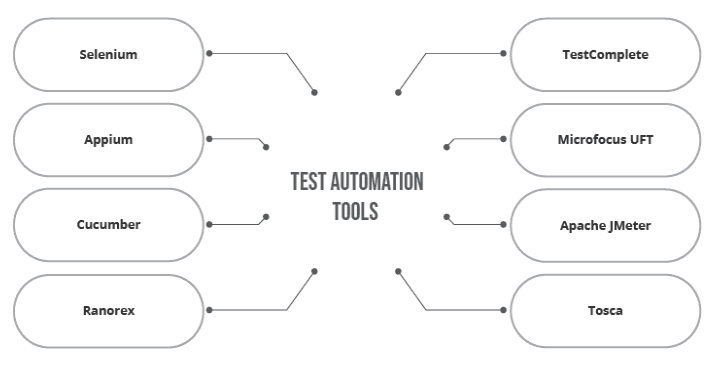 Selenium
Appium
Cucumber
Ranorex
TEST AUTOMATION
TOOLS
TestComplete
Microfocus UFT
Apache JMeter
Tosca